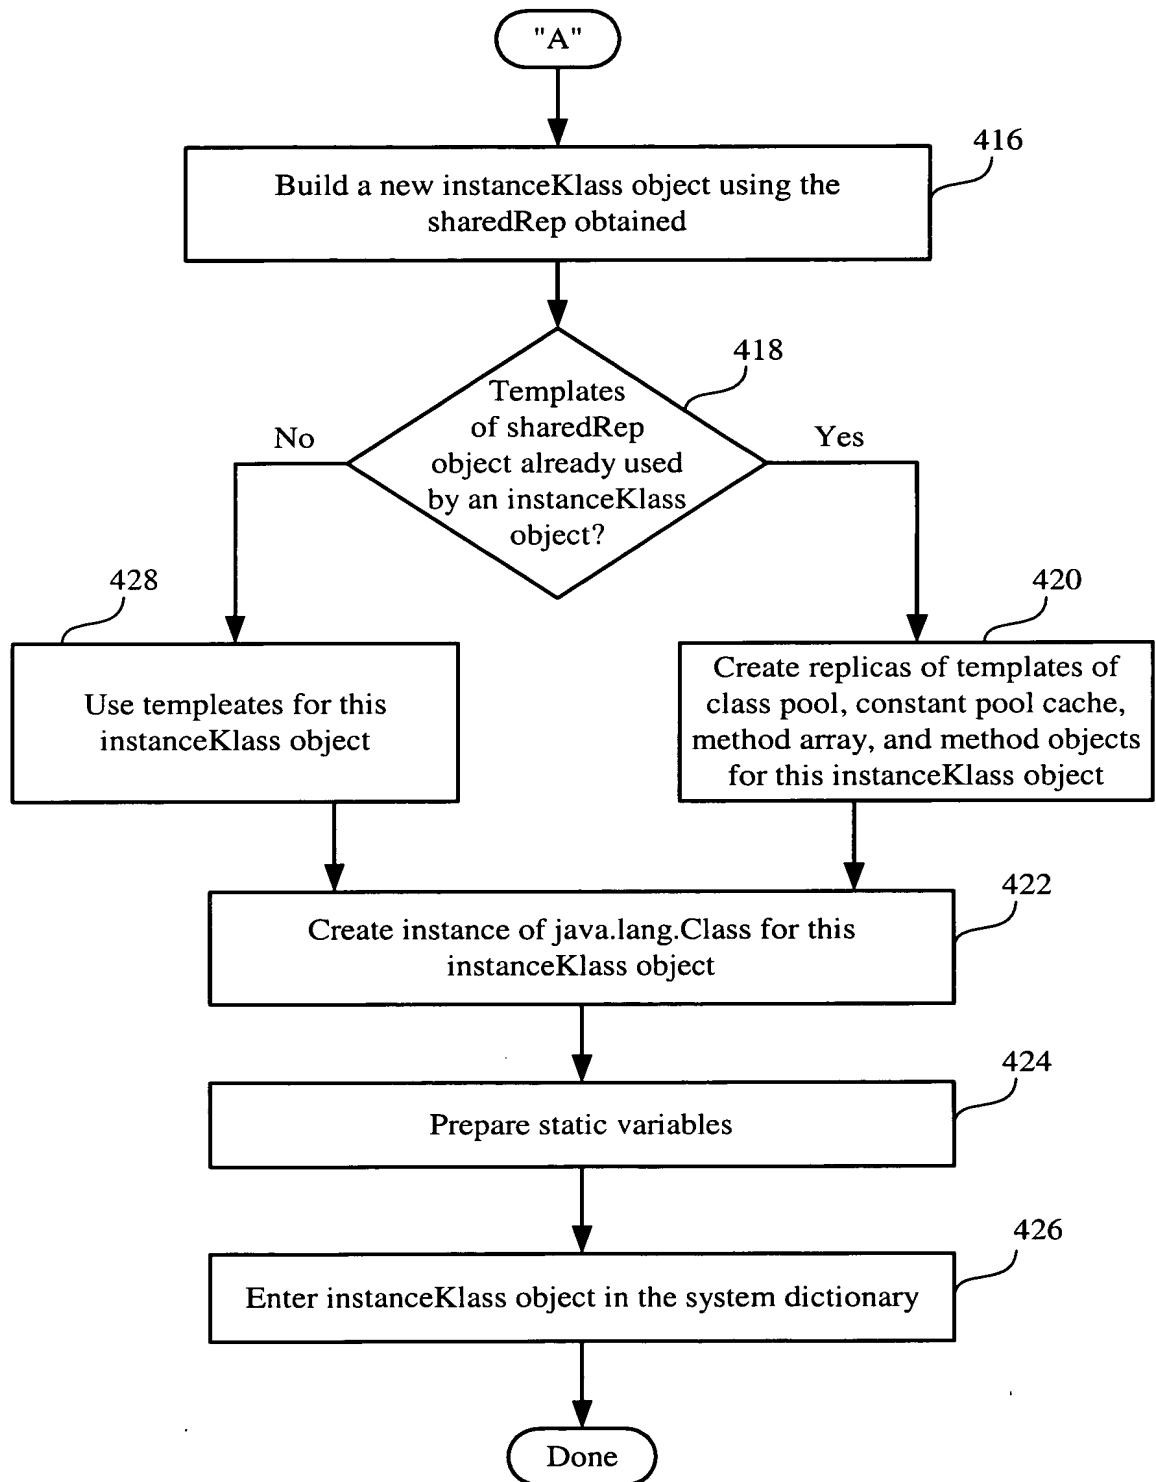 "A"
416
Build a new instanceKlass object using the
sharedRep obtained
418
Templates
of sharedRep
object already used
by an instanceKlass
object?
No
Yes
428
420
Use templeates for this
instanceKlass object
Create replicas of templates of
class pool, constant pool cache,
method array, and method objects
for this instanceKlass object
422
Create instance of java.lang.Class for this
instanceKlass object
424
Prepare static variables
426
Enter instanceKlass object in the system dictionary
Done